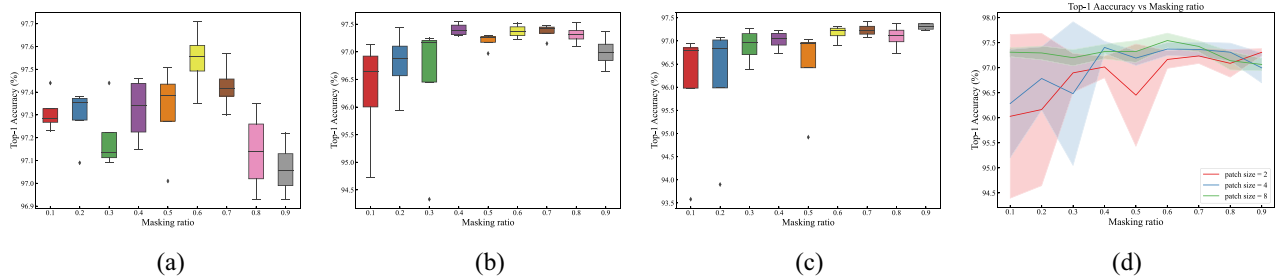 Top-1 Aaccuracy vs Masking ratio
97.7
97.6
97.5
97.4
97.3
97.2
97.1
97.0
96.9
Top-1 Accuracy (%)
0.1 0.2 0.3 0.4 0.5 0.6 0.7 0.8 0.9
Masking ratio
(a)
97.5
97.0
96.5
96.0
95.5
95.0
94.5
Top-1 Accuracy (%)
0.1 0.2 0.3 0.4 0.5 0.6 0.7 0.8 0.9
Masking ratio
(b)
97.5
97.0
96.5
96.0
95.5
95.0
94.5
94.0
93.5
Top-1 Accuracy (%)
0.1 0.2 0.3 0.4 0.5 0.6 0.7 0.8 0.9
Masking ratio
(c)
98.0
97.5
97.0
96.5
96.0
95.5
95.0
94.5
Top-1 Accuracy (%)
patch size = 2
patch size = 4
patch size = 8
0.1 0.2 0.3 0.4 0.5 0.6 0.7 0.8 0.9
Masking ratio
(d)